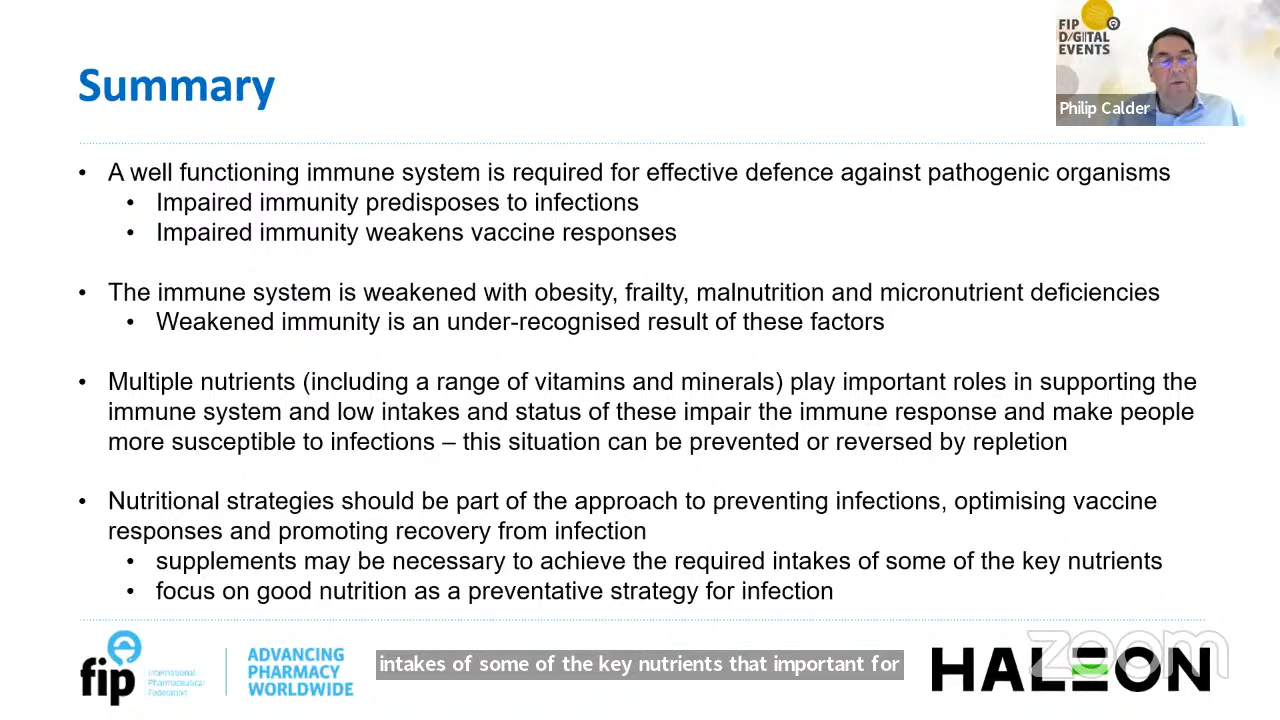 FIP
DIGITAL
EVENTS
Philip Calder
Summary
• A well functioning immune system is required for effective defence against pathogenic organisms
• Impaired immunity predisposes to infections
• Impaired immunity weakens vaccine responses
• The immune system is weakened with obesity, frailty, malnutrition and micronutrient deficiencies
• Weakened immunity is an under-recognised result of these factors
• Multiple nutrients (including a range of vitamins and minerals) play important roles in supporting the
immune system and low intakes and status of these impair the immune response and make people
more susceptible to infections – this situation can be prevented or reversed by repletion
• Nutritional strategies should be part of the approach to preventing infections, optimising vaccine
responses and promoting recovery from infection
• supplements may be necessary to achieve the required intakes of some of the key nutrients
• focus on good nutrition as a preventative strategy for infection
fip
International
Pharmaceutical
Federation
ADVANCING
PHARMACY
WORLDWIDE
intakes of some of the key nutrients that important for
HALEON
zoom